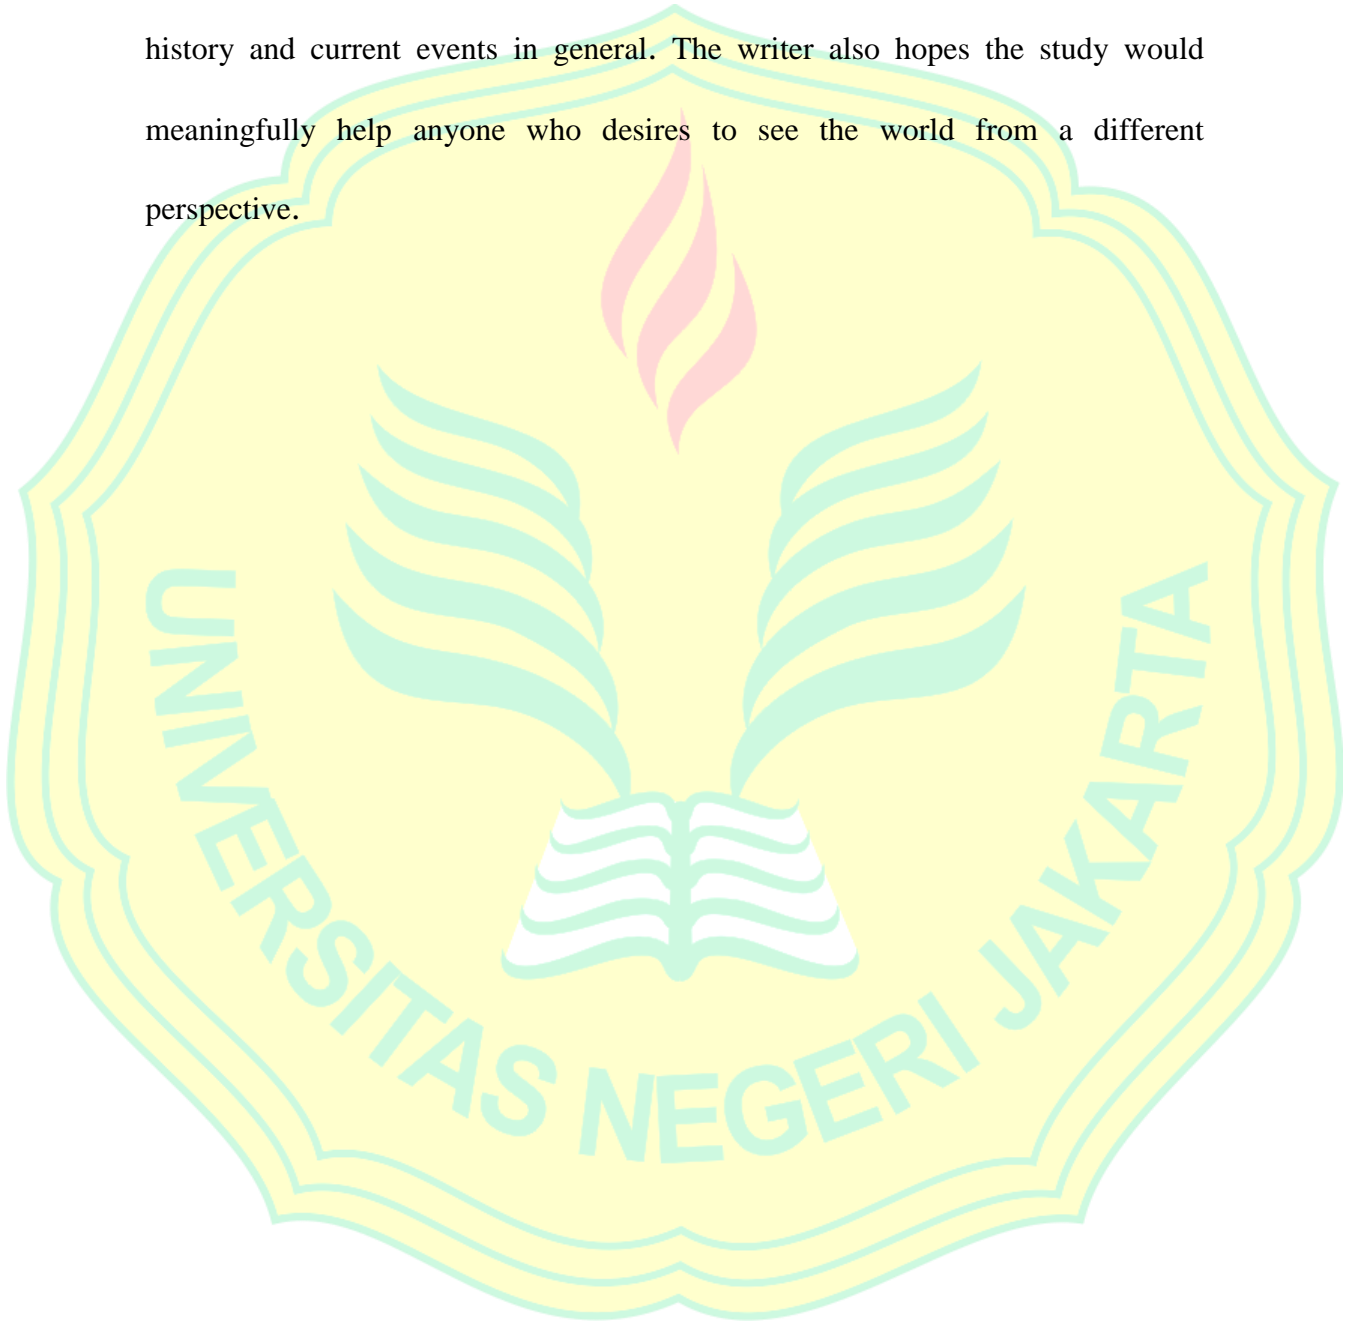 history and current events in general. The writer also hopes the study would
meaningfully help anyone who desires to see the world from a different
perspective.
UNIVERSITAS NEGERI JAKARTA